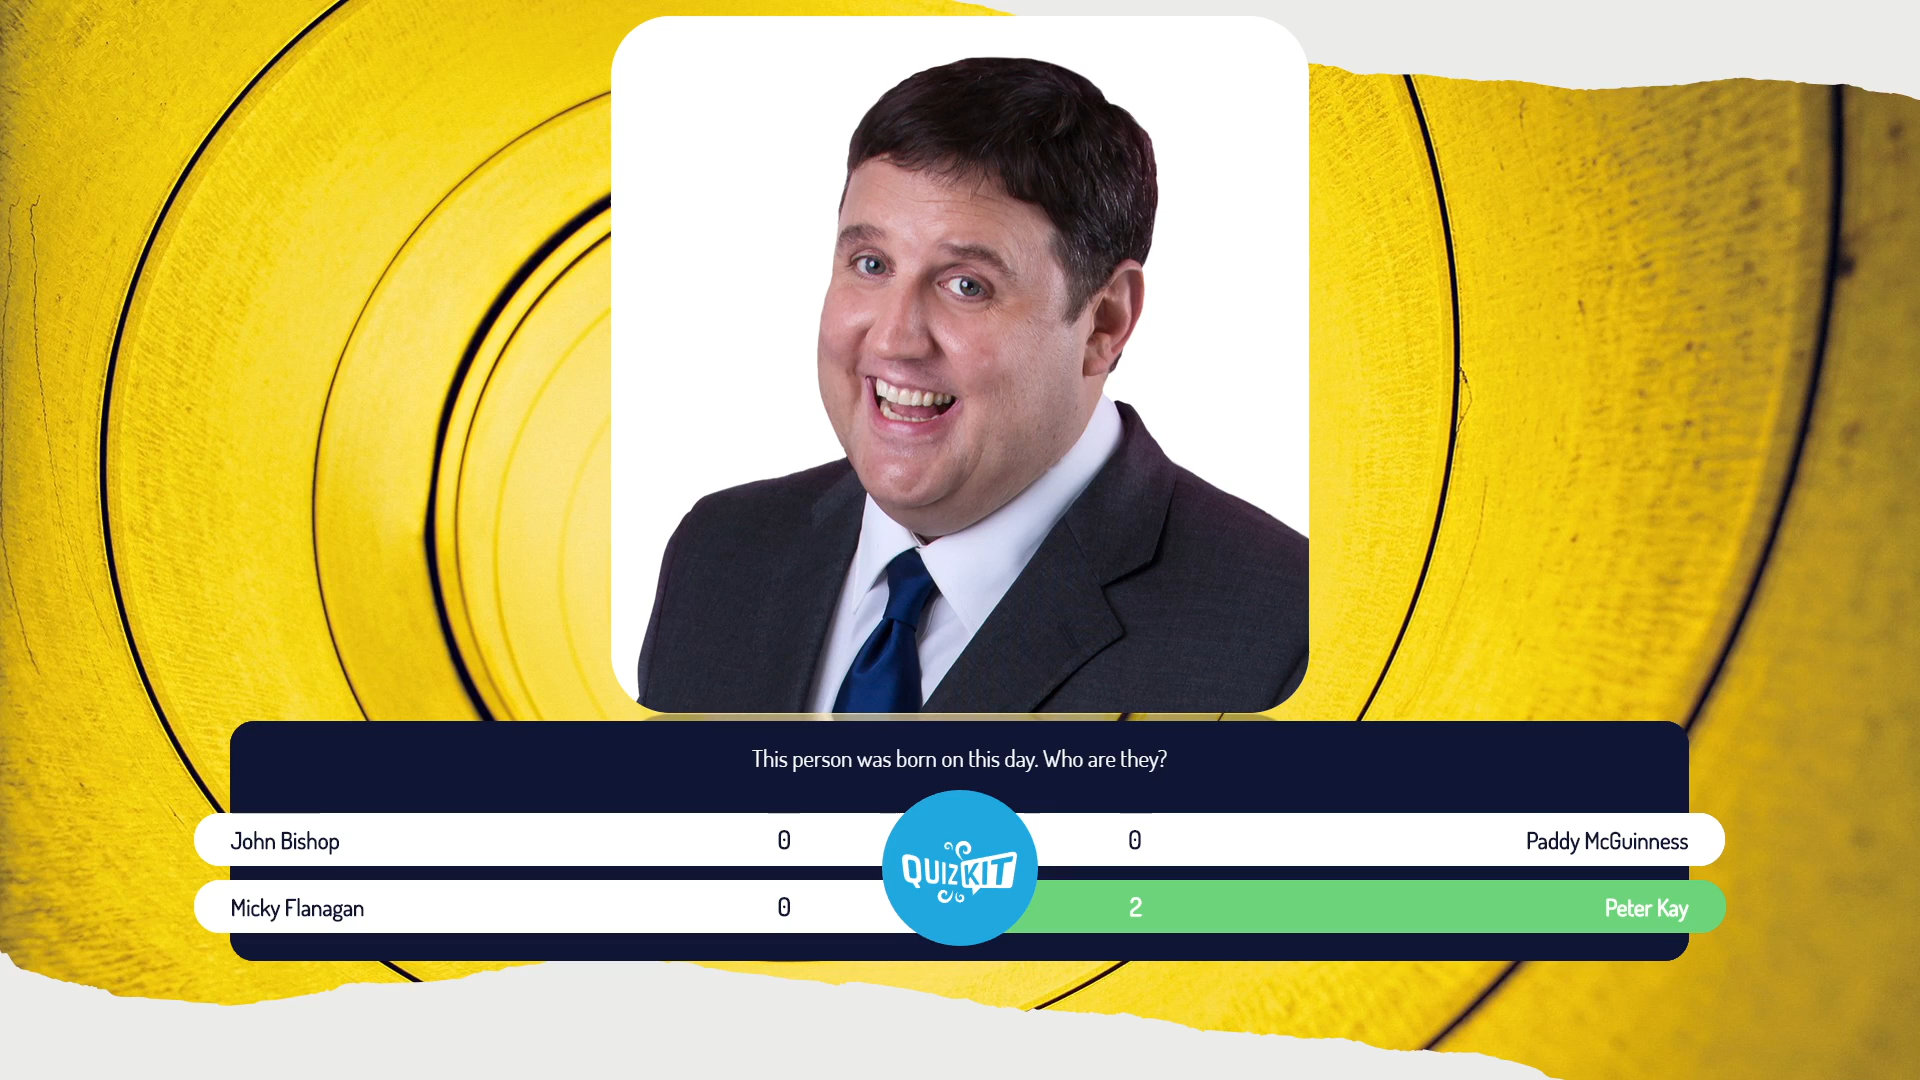 This person was born on this day. Who are they?
John Bishop 0
0 Paddy McGuinness
QUIZKIT
Micky Flanagan 0
2 Peter Kay